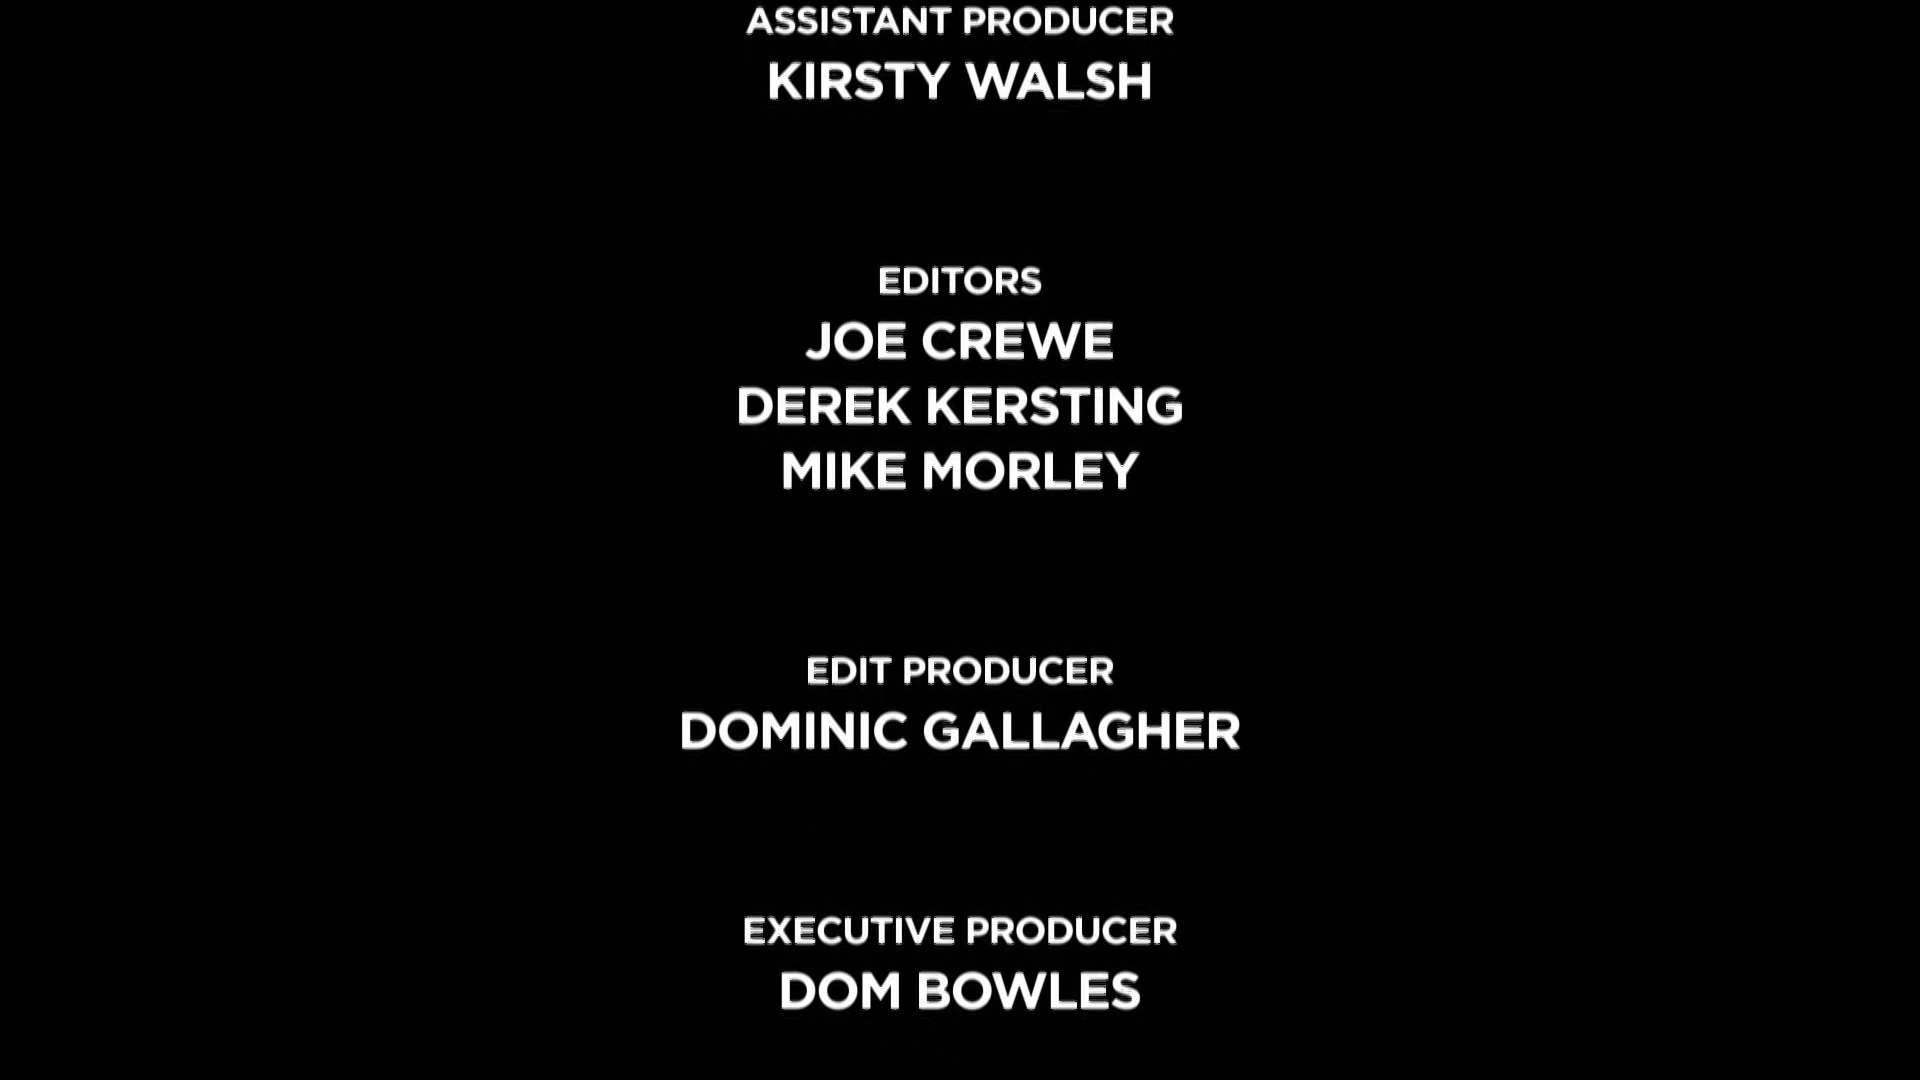 ASSISTANT PRODUCER
KIRSTY WALSH
EDITORS
JOE CREWE
DEREK KERSTING
MIKE MORLEY
EDIT PRODUCER
DOMINIC GALLAGHER
EXECUTIVE PRODUCER
DOM BOWLES